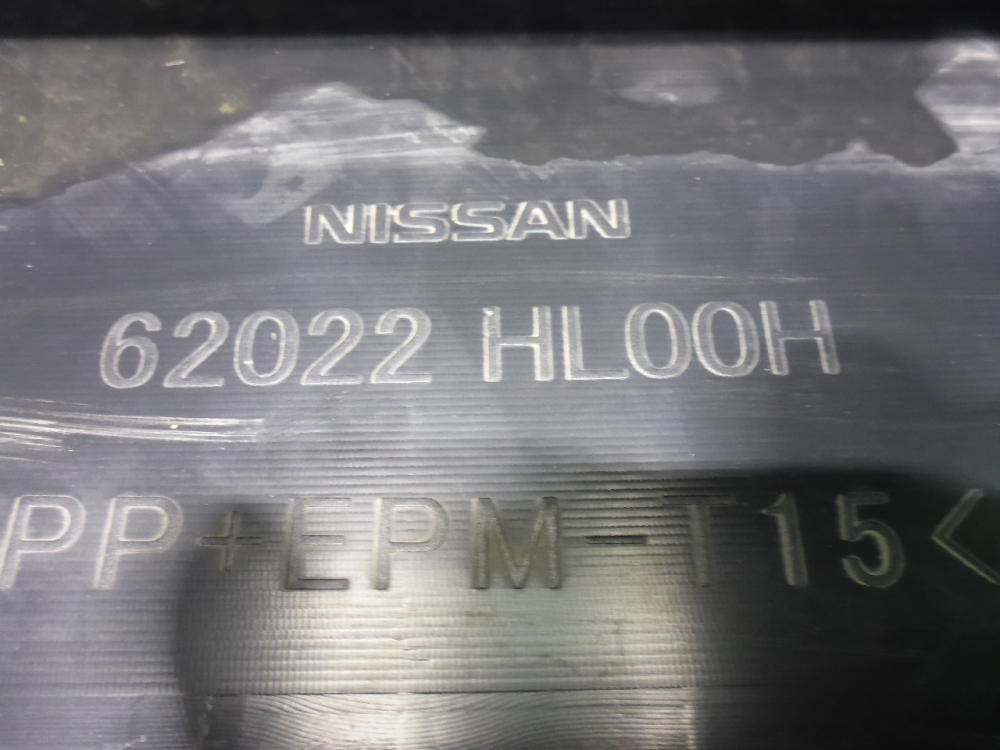 NISSAN
62022 HL00H
PP+EPM-T15<